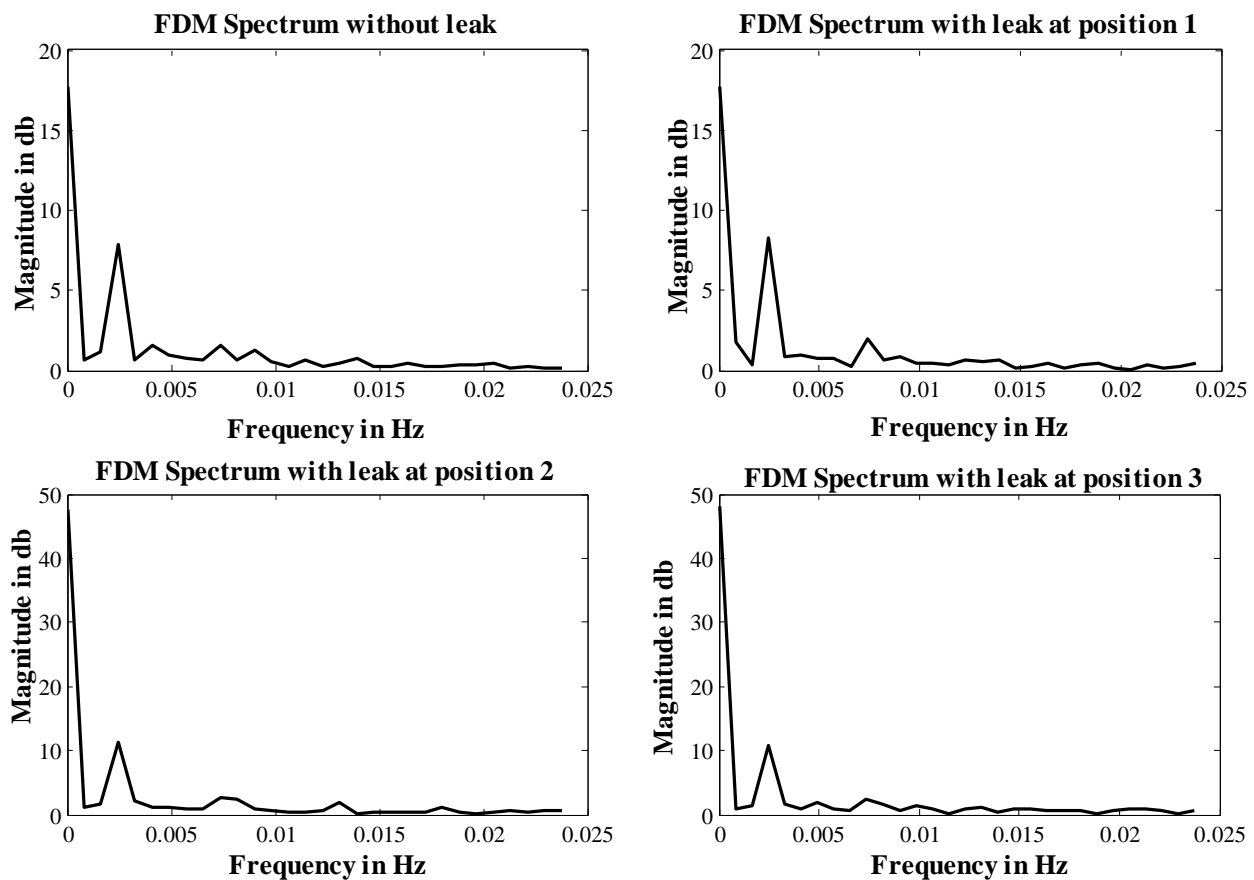 FDM Spectrum without leak
20
15
10
5
0
0 0.005 0.01 0.015 0.02 0.025
Magnitude in db
Frequency in Hz
FDM Spectrum with leak at position 1
20
15
10
5
0
0 0.005 0.01 0.015 0.02 0.025
Magnitude in db
Frequency in Hz
FDM Spectrum with leak at position 2
50
40
30
20
10
0
0 0.005 0.01 0.015 0.02 0.025
Magnitude in db
Frequency in Hz
FDM Spectrum with leak at position 3
50
40
30
20
10
0
0 0.005 0.01 0.015 0.02 0.025
Magnitude in db
Frequency in Hz